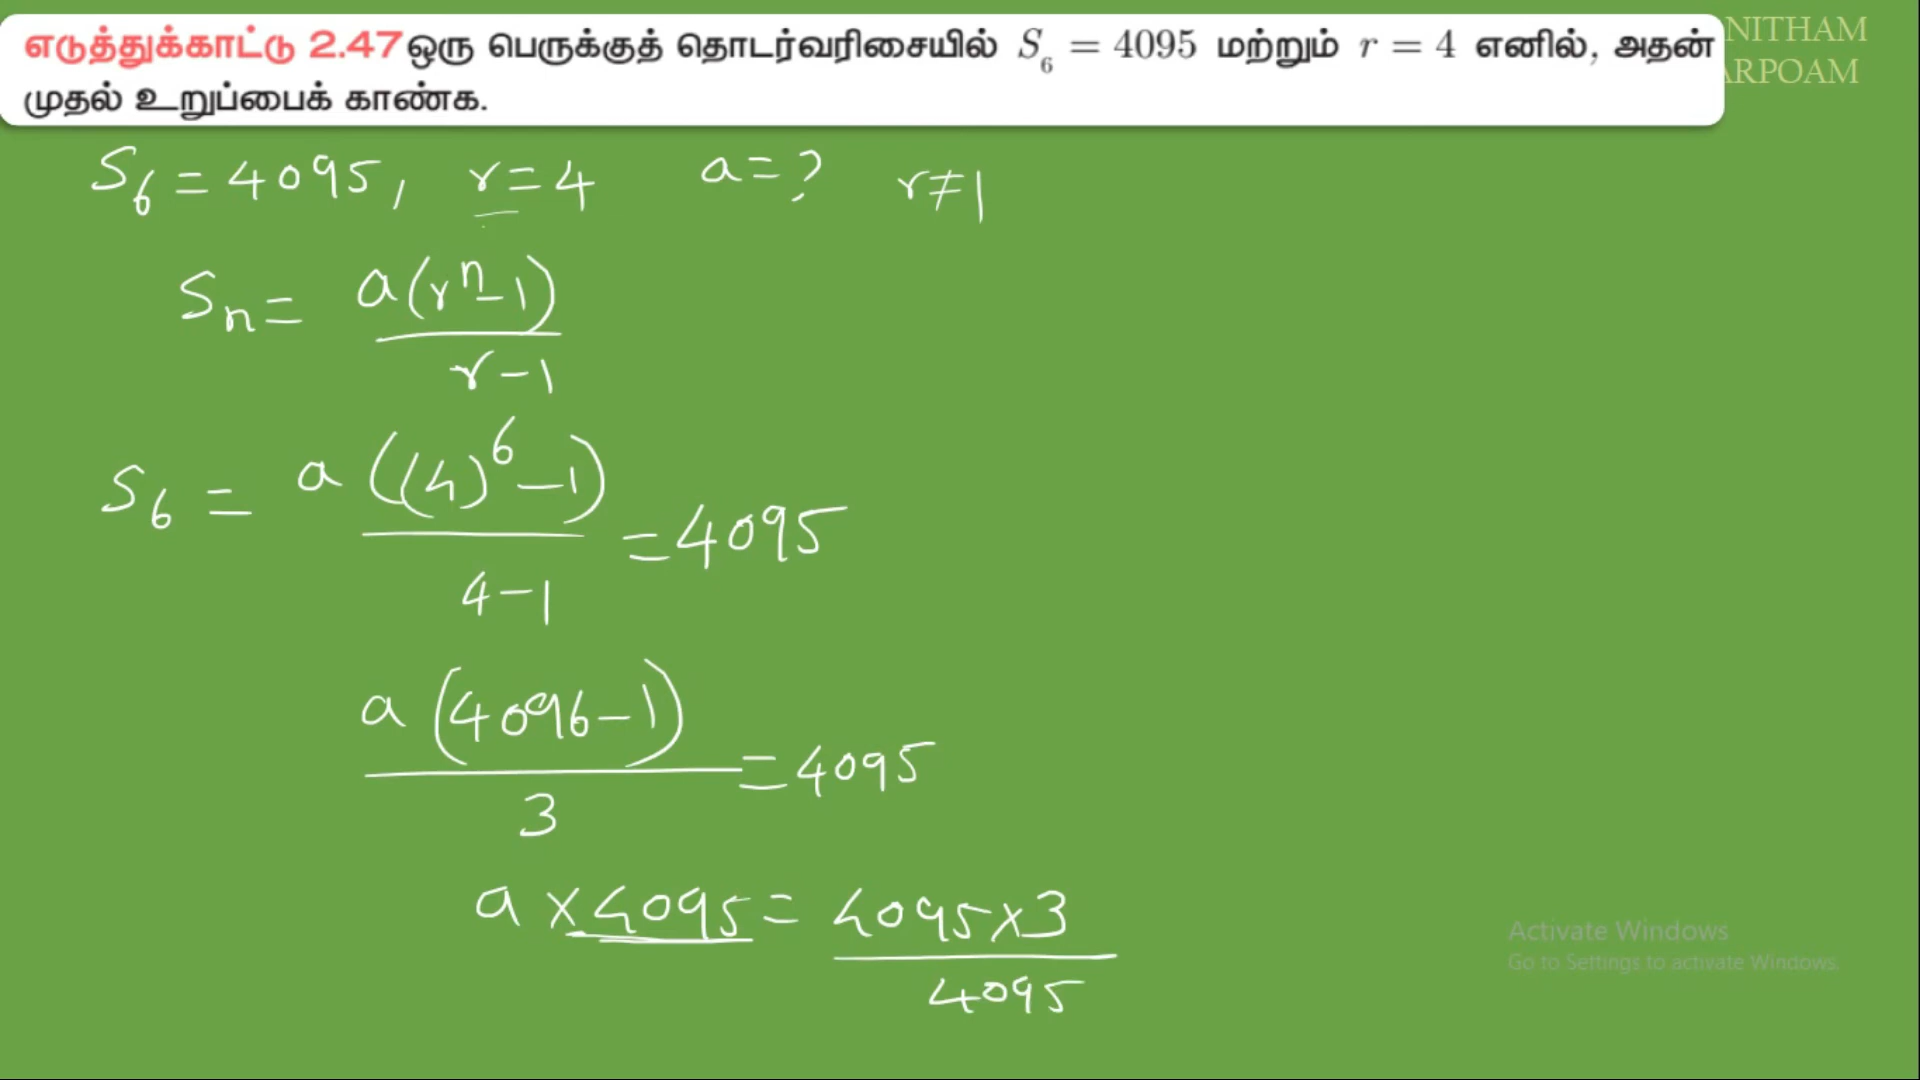 எடுத்துக்காட்டு 2.47 ஒரு பெருக்குத் தொடர்வரிசையில் S₆ = 4095 மற்றும் r = 4 எனில், அதன்
முதல் உறுப்பைக் காண்க.
NITHAM
ARPOAM
S₆ = 4095, r = 4 a = ? r ≠ 1
Sₙ = a(rⁿ-1)
r-1
S₆ = a((4)⁶-1) = 4095
4-1
a(4096-1) = 4095
3
a × 4095 = 4095 × 3
4095
Activate Windows
Go to Settings to activate Windows.